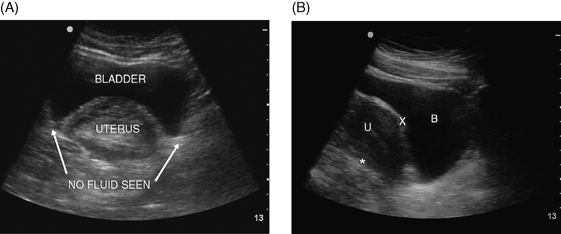 (A)
BLADDER
UTERUS
NO FLUID SEEN
13
(B)
U
X
B
*
13